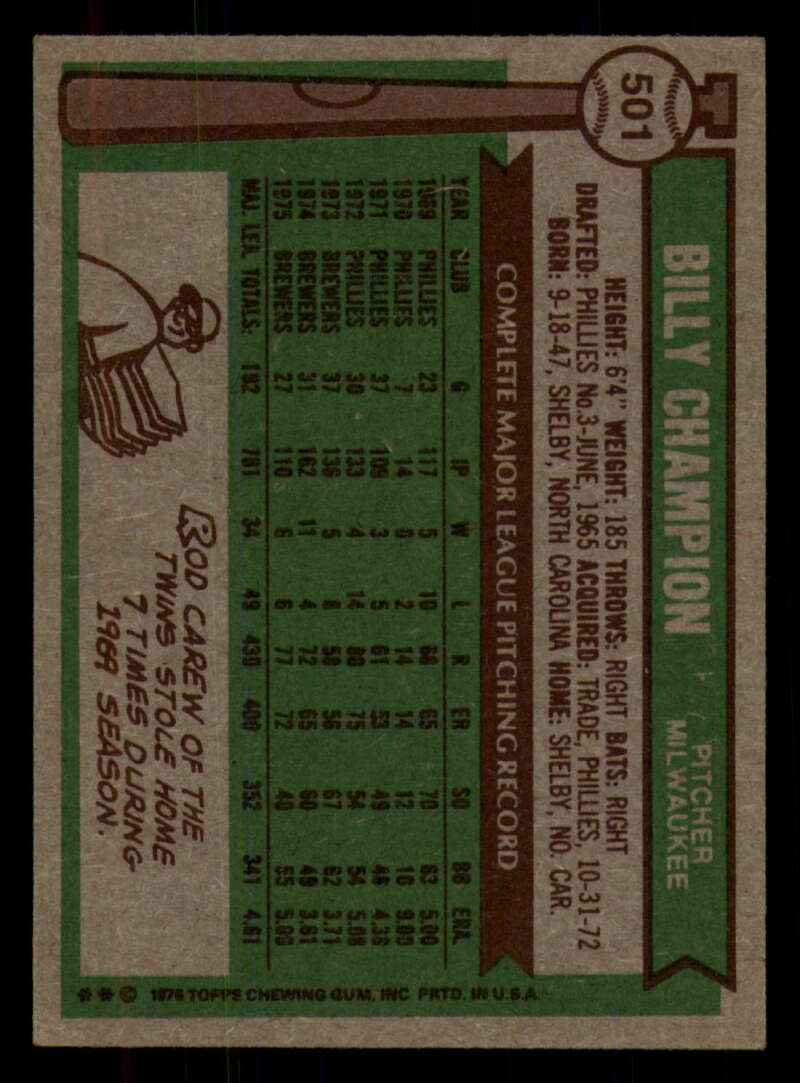 501
BILLY CHAMPION
PITCHER
MILWAUKEE
HEIGHT: 6'4" WEIGHT: 185 THROWS: RIGHT BATS: RIGHT
DRAFTED: PHILLIES No.3-JUNE, 1965 ACQUIRED: TRADE, PHILLIES, 10-31-72
BORN: 9-18-47, SHELBY, NORTH CAROLINA HOME: SHELBY, NO. CAR.
COMPLETE MAJOR LEAGUE PITCHING RECORD
YEAR CLUB G IP W L R ER SO BB ERA
1969 PHILLIES 23 117 5 10 66 65 70 63 5.00
1970 PHILLIES 7 14 0 2 14 14 12 10 9.00
1971 PHILLIES 37 109 3 5 61 53 49 48 4.38
1972 PHILLIES 30 133 4 14 80 75 54 54 5.08
1973 BREWERS 37 136 5 8 58 56 67 62 3.71
1974 BREWERS 31 162 11 4 72 65 60 49 3.61
1975 BREWERS 27 110 6 6 77 72 40 55 5.89
MAJ. LEA. TOTALS: 192 781 34 49 430 400 352 341 4.61
ROD CAREW OF THE
TWINS STOLE HOME
7 TIMES DURING
1969 SEASON.
* * © 1976 TOPPS CHEWING GUM, INC PRTD. IN U.S.A.